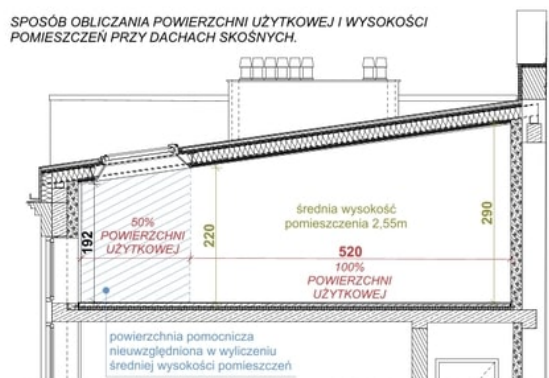 SPOSÓB OBLICZANIA POWIERZCHNI UŻYTKOWEJ I WYSOKOŚCI
POMIESZCZEŃ PRZY DACHACH SKOŚNYCH.
192
50%
POWIERZCHNI
UŻYTKOWEJ
220
średnia wysokość
pomieszczenia 2,55m
520
100%
POWIERZCHNI
UŻYTKOWEJ
290
powierzchnia pomocnicza
nieuwzględniona w wyliczeniu
średniej wysokości pomieszczeń